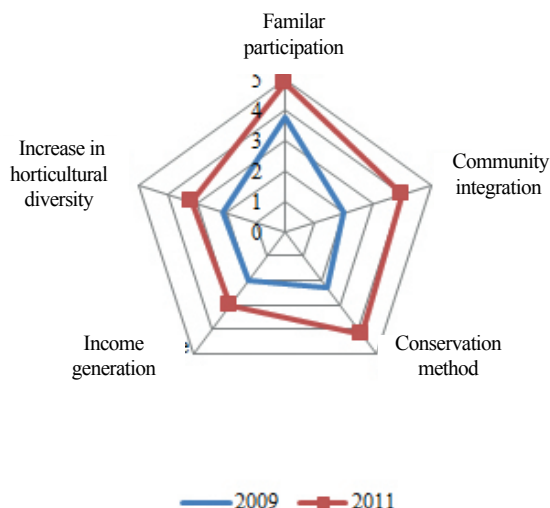 Familar
participation
5
4
3
2
1
0
Increase in
horticultural
diversity
Community
integration
Income
generation
Conservation
method
2009
2011